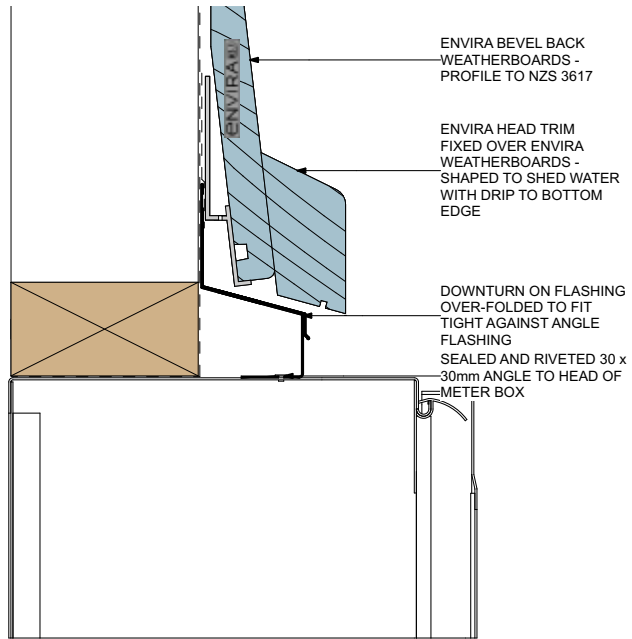 ENVIRA
ENVIRA BEVEL BACK
WEATHERBOARDS -
PROFILE TO NZS 3617
ENVIRA HEAD TRIM
FIXED OVER ENVIRA
WEATHERBOARDS -
SHAPED TO SHED WATER
WITH DRIP TO BOTTOM
EDGE
DOWNTURN ON FLASHING
OVER-FOLDED TO FIT
TIGHT AGAINST ANGLE
FLASHING
SEALED AND RIVETED 30 x
30mm ANGLE TO HEAD OF
METER BOX